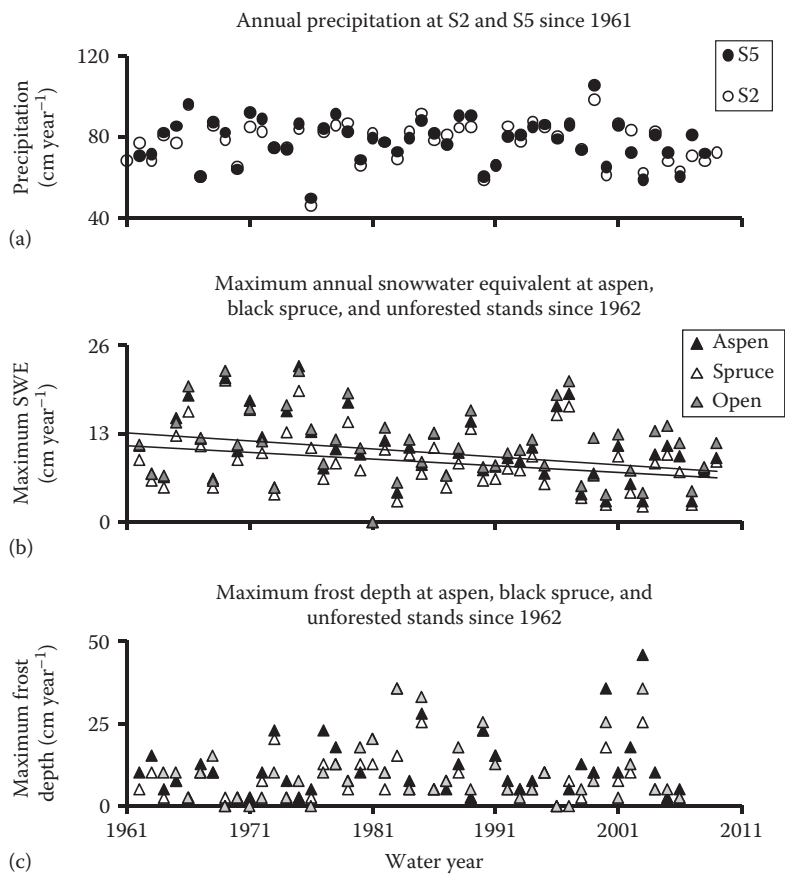 Annual precipitation at S2 and S5 since 1961
120
80
40
Precipitation
(cm year⁻¹)
S5
S2
(a)
Maximum annual snowwater equivalent at aspen,
black spruce, and unforested stands since 1962
26
13
0
Maximum SWE
(cm year⁻¹)
Aspen
Spruce
Open
(b)
Maximum frost depth at aspen, black spruce, and
unforested stands since 1962
50
25
0
Maximum frost
depth (cm year⁻¹)
1961 1971 1981 1991 2001 2011
Water year
(c)